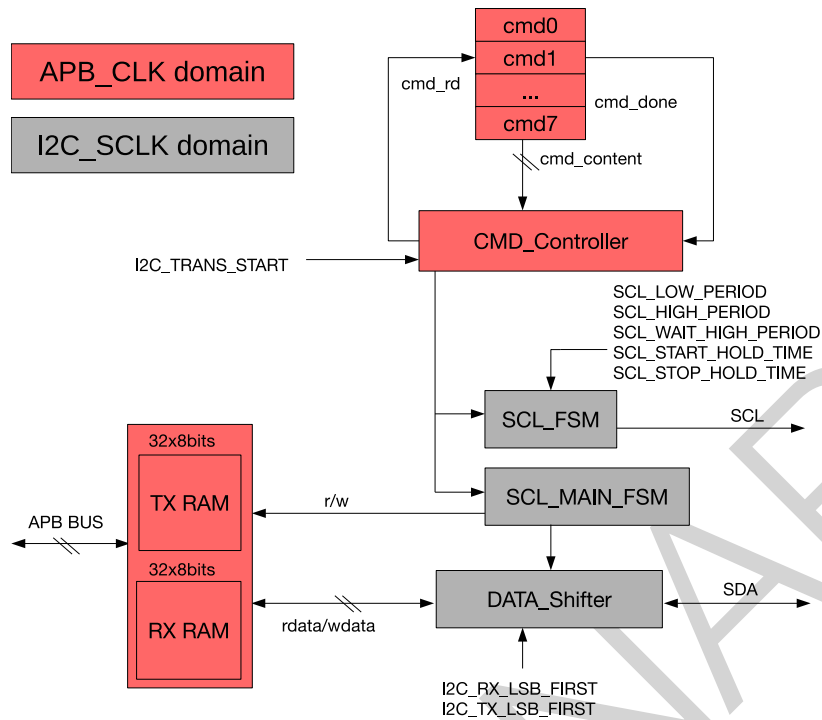 APB_CLK domain
I2C_SCLK domain
cmd0
cmd1
...
cmd7
cmd_rd
cmd_done
cmd_content
CMD_Controller
I2C_TRANS_START
SCL_LOW_PERIOD
SCL_HIGH_PERIOD
SCL_WAIT_HIGH_PERIOD
SCL_START_HOLD_TIME
SCL_STOP_HOLD_TIME
SCL_FSM
SCL
32x8bits
TX RAM
r/w
SCL_MAIN_FSM
APB BUS
32x8bits
RX RAM
rdata/wdata
DATA_Shifter
SDA
I2C_RX_LSB_FIRST
I2C_TX_LSB_FIRST